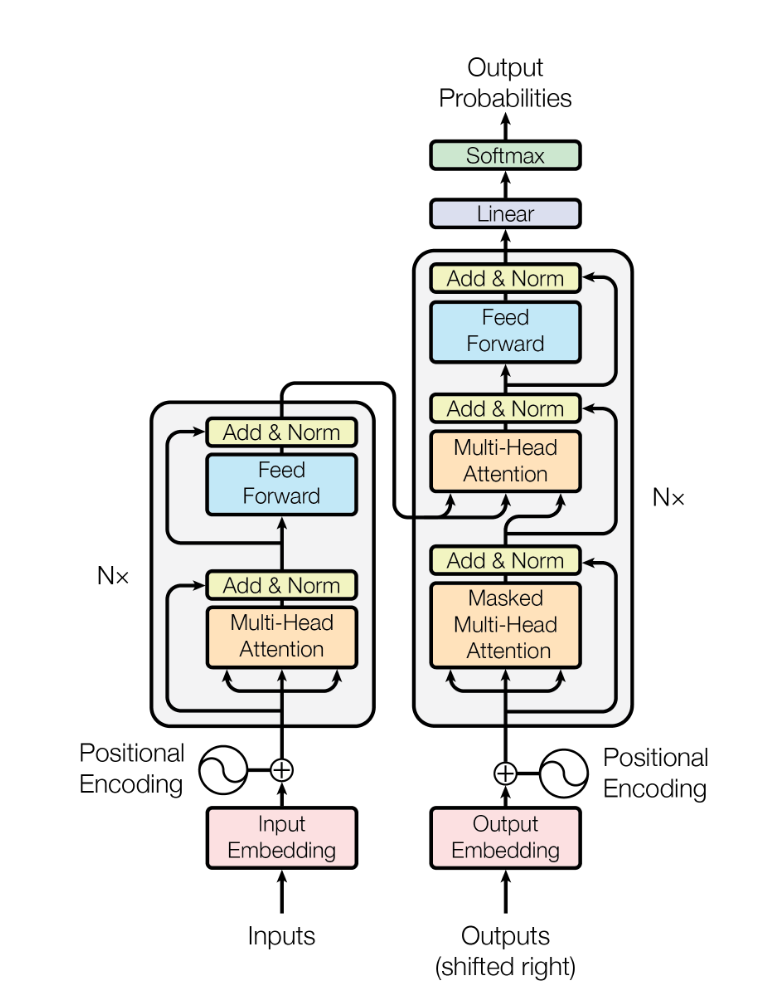 Output
Probabilities
Softmax
Linear
Add & Norm
Feed
Forward
Add & Norm
Multi-Head
Attention
Nx
Add & Norm
Masked
Multi-Head
Attention
Positional
Encoding
Output
Embedding
Outputs
(shifted right)
Add & Norm
Feed
Forward
Nx
Add & Norm
Multi-Head
Attention
Positional
Encoding
Input
Embedding
Inputs